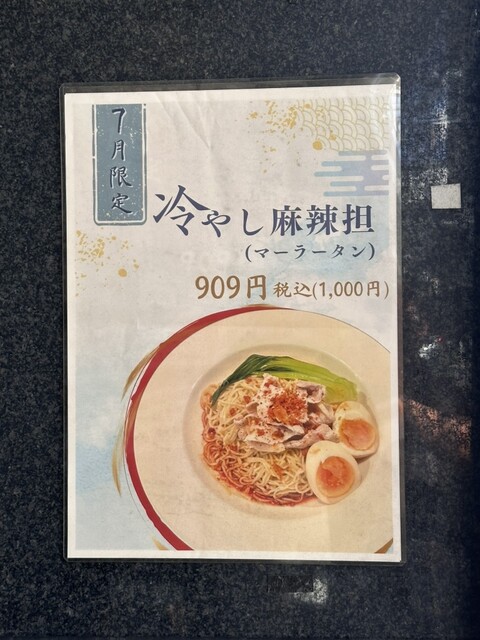 7月限定
冷やし麻辣担
(マーラータン)
909円 税込(1,000円)